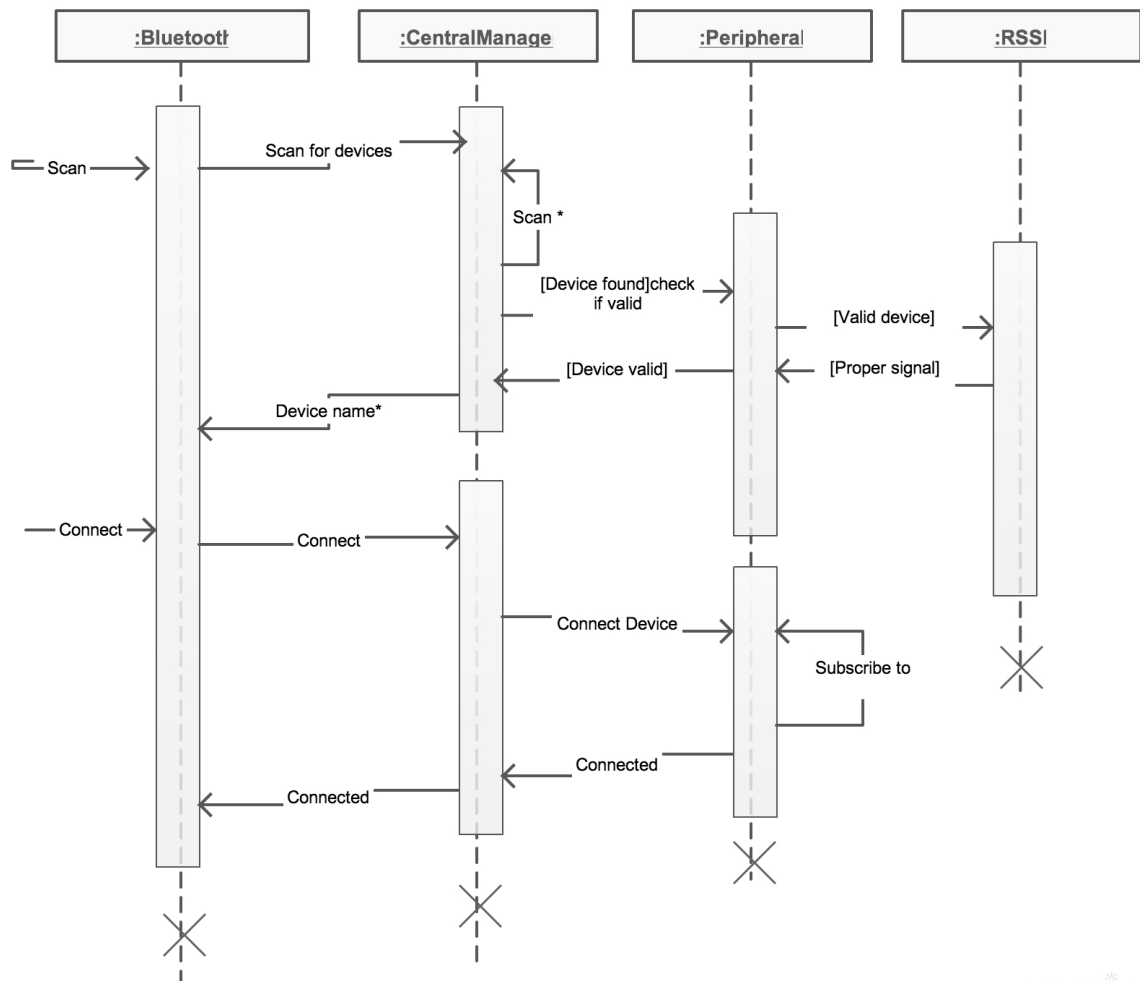 :Bluetooth
:CentralManage
:Peripheral
:RSSI
Scan
Scan for devices
Scan *
[Device found]check
if valid
[Valid device]
[Device valid]
[Proper signal]
Device name*
Connect
Connect
Connect Device
Subscribe to
Connected
Connected